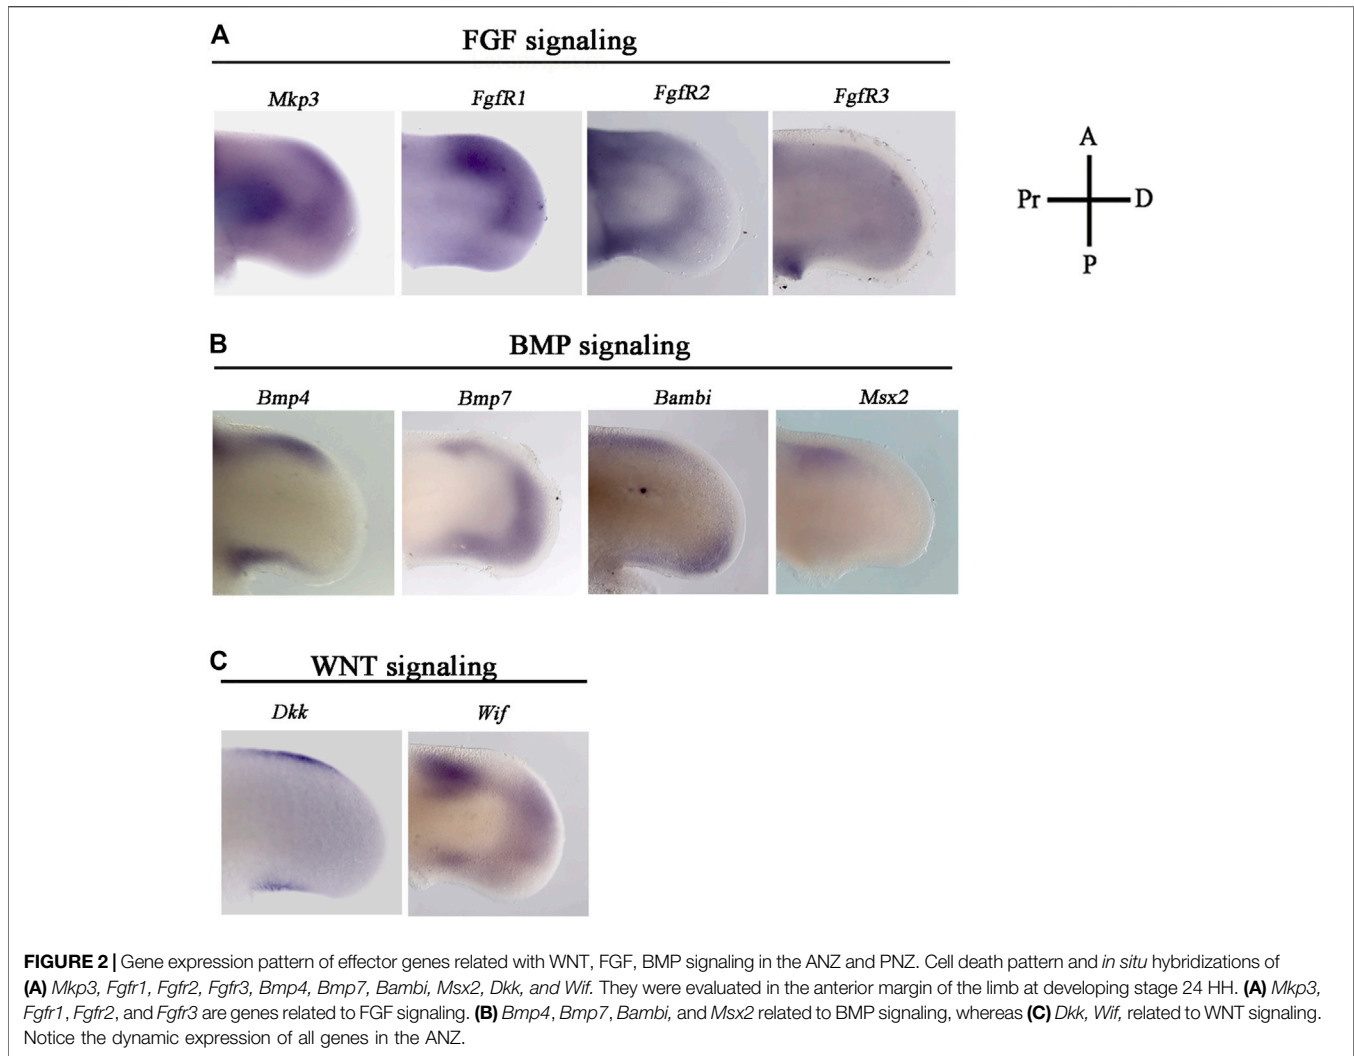 A
FGF signaling
Mkp3 FgfR1 FgfR2 FgfR3
A
Pr D
P
B
BMP signaling
Bmp4 Bmp7 Bambi Msx2
C
WNT signaling
Dkk Wif
FIGURE 2 | Gene expression pattern of effector genes related with WNT, FGF, BMP signaling in the ANZ and PNZ. Cell death pattern and in situ hybridizations of
(A) Mkp3, Fgfr1, Fgfr2, Fgfr3, Bmp4, Bmp7, Bambi, Msx2, Dkk, and Wif. They were evaluated in the anterior margin of the limb at developing stage 24 HH. (A) Mkp3,
Fgfr1, Fgfr2, and Fgfr3 are genes related to FGF signaling. (B) Bmp4, Bmp7, Bambi, and Msx2 related to BMP signaling, whereas (C) Dkk, Wif, related to WNT signaling.
Notice the dynamic expression of all genes in the ANZ.